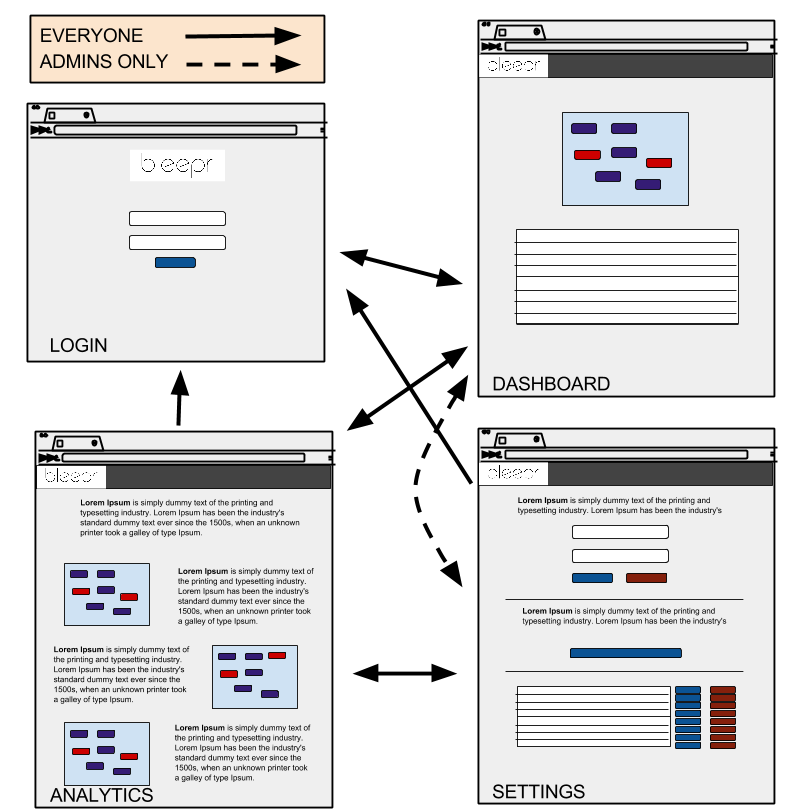 EVERYONE
ADMINS ONLY
bleepr
LOGIN
bleepr
DASHBOARD
bleepr
Lorem Ipsum is simply dummy text of the printing and
typesetting industry. Lorem Ipsum has been the industry's
standard dummy text ever since the 1500s, when an unknown
printer took a galley of type Ipsum.
Lorem Ipsum is simply dummy text of
the printing and typesetting industry.
Lorem Ipsum has been the industry's
standard dummy text ever since the
1500s, when an unknown printer took
a galley of type Ipsum.
Lorem Ipsum is simply dummy text of
the printing and typesetting industry.
Lorem Ipsum has been the industry's
standard dummy text ever since the
1500s, when an unknown printer took
a galley of type Ipsum.
Lorem Ipsum is simply dummy text of
the printing and typesetting industry.
Lorem Ipsum has been the industry's
standard dummy text ever since the
1500s, when an unknown printer took
a galley of type Ipsum.
ANALYTICS
bleepr
Lorem Ipsum is simply dummy text of the printing and
typesetting industry. Lorem Ipsum has been the industry's
Lorem Ipsum is simply dummy text of the printing and
typesetting industry. Lorem Ipsum has been the industry's
SETTINGS